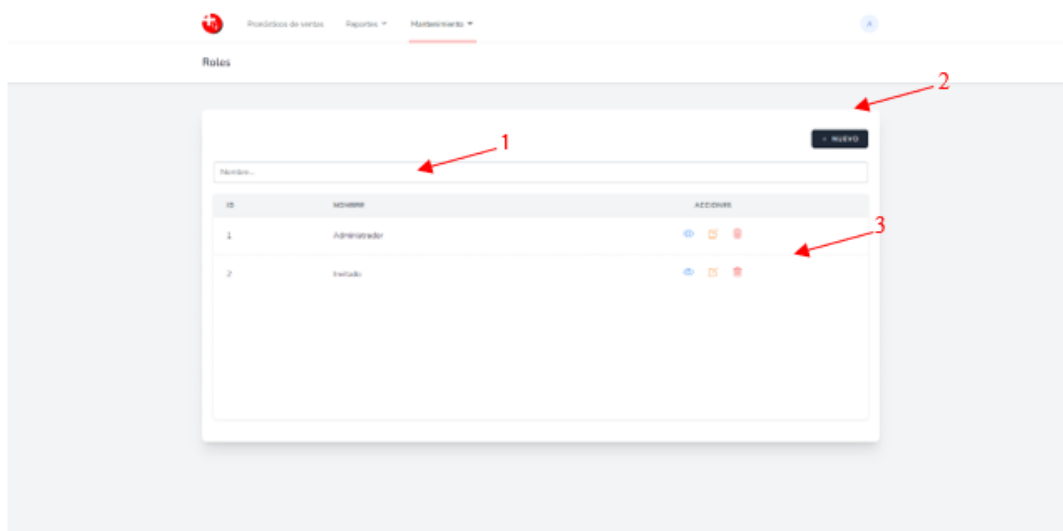 Pronósticos de ventas Reportes Mantenimiento A
Roles
2
+ NUEVO
1
Nombre...
ID NOMBRE ACCIONES
3
1 Administrador
2 Invitado